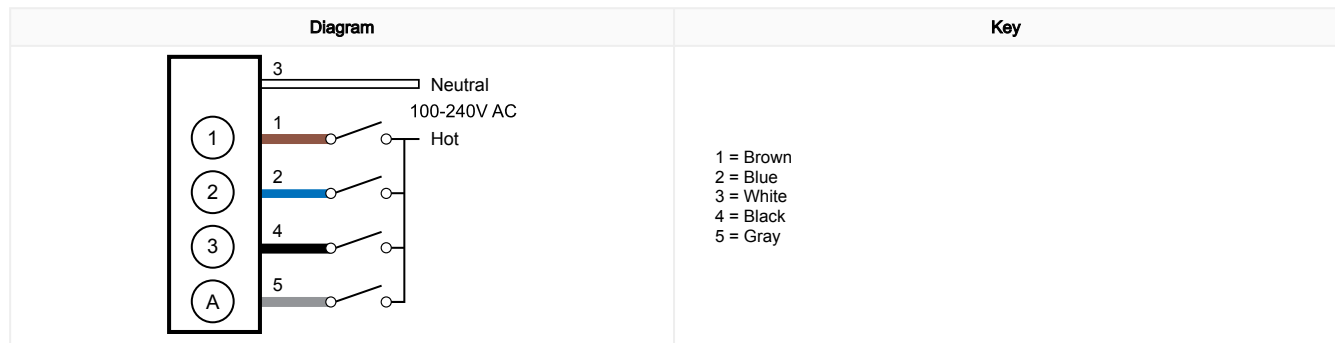 Diagram
Key
3
Neutral
100-240V AC
1
1
Hot
2
2
3
4
A
5
1 = Brown
2 = Blue
3 = White
4 = Black
5 = Gray